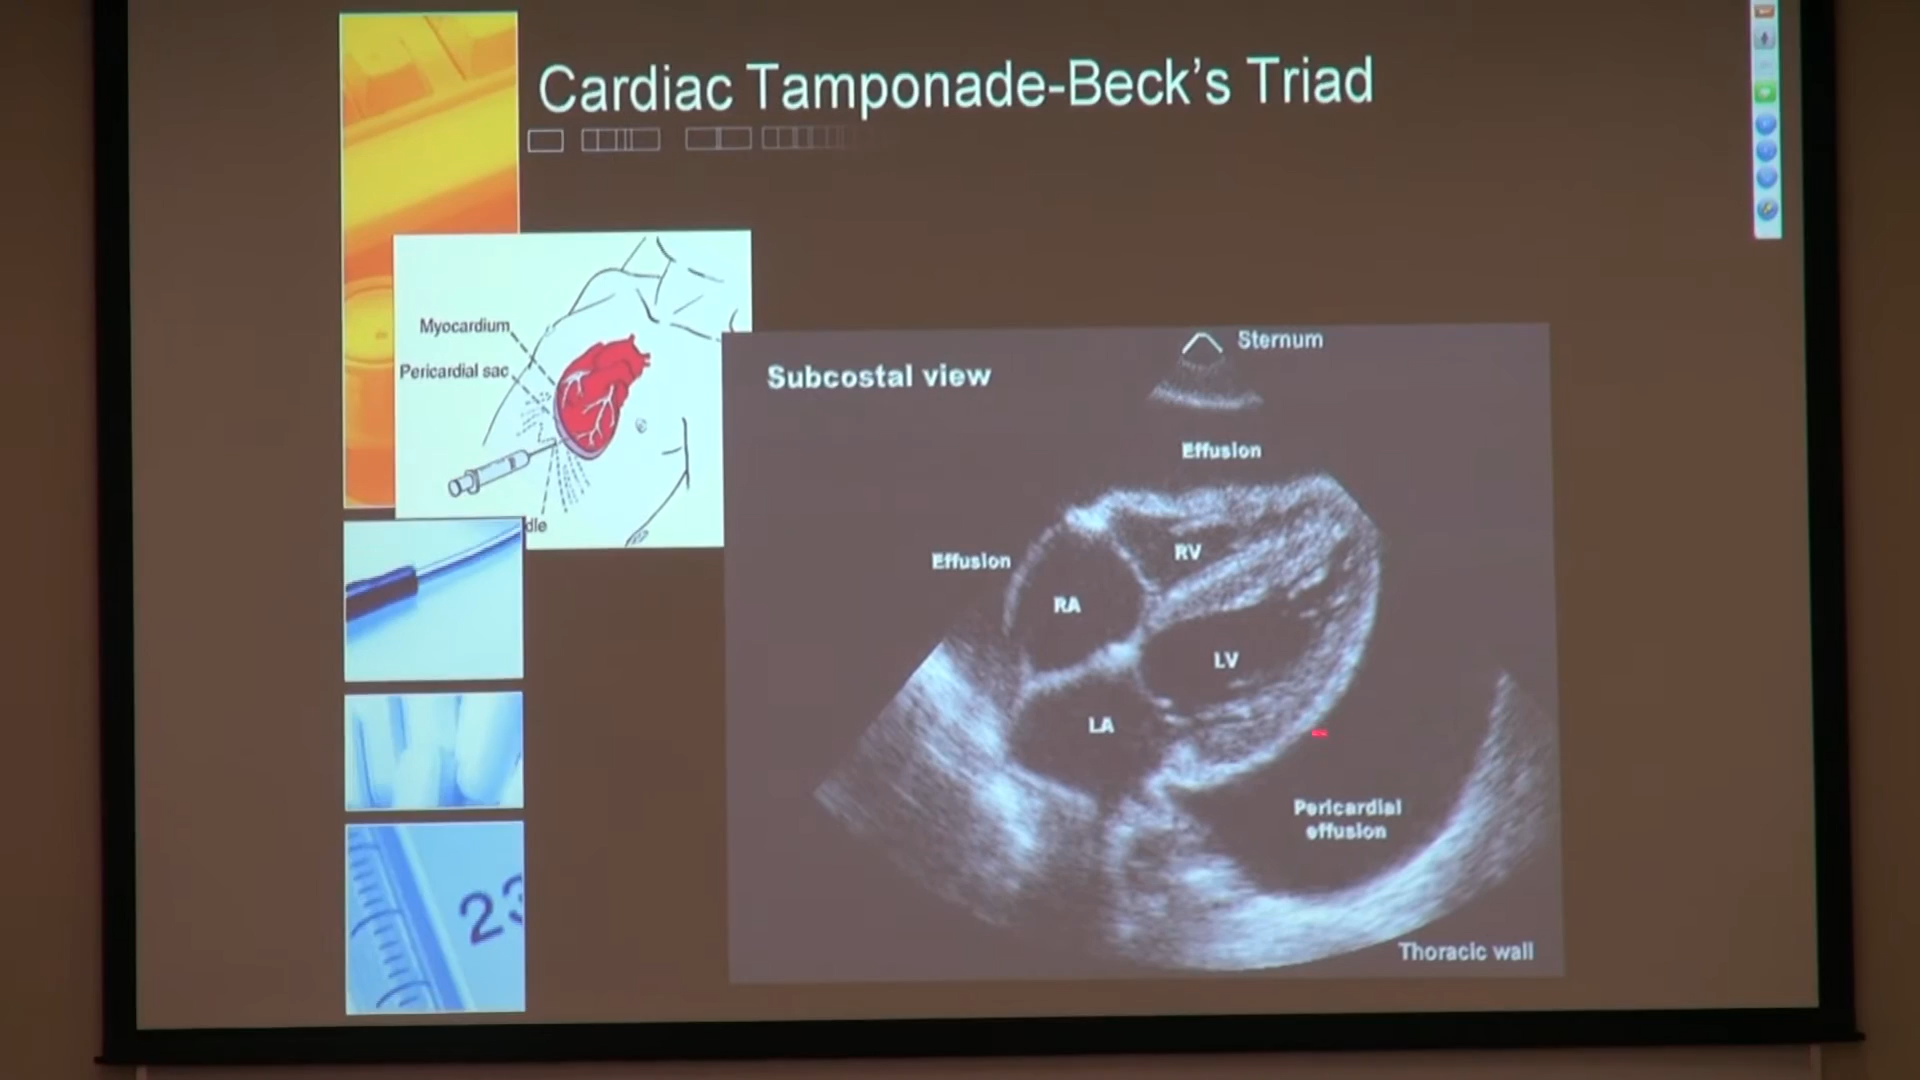 Cardiac Tamponade-Beck's Triad
Myocardium
Pericardial sac
dle
Subcostal view
Sternum
Effusion
Effusion
RV
RA
LV
LA
Pericardial
effusion
Thoracic wall
23